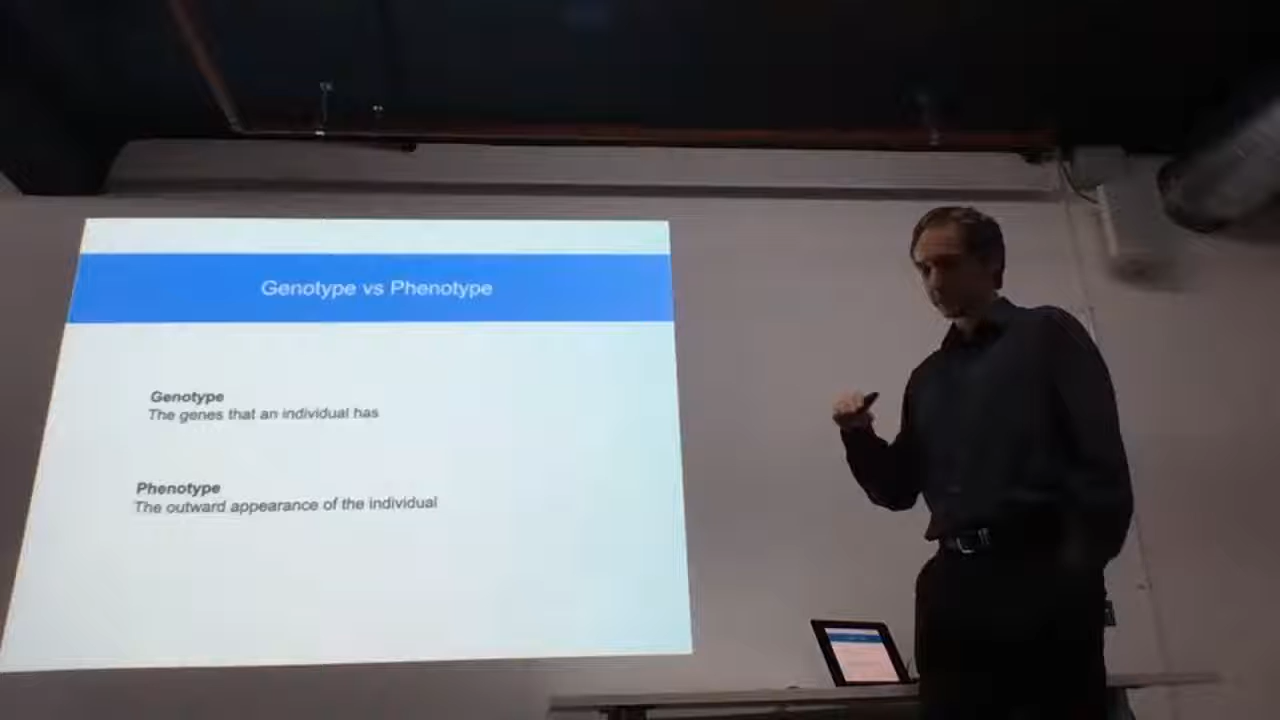 Genotype vs Phenotype
Genotype
The genes that an individual has
Phenotype
The outward appearance of the individual